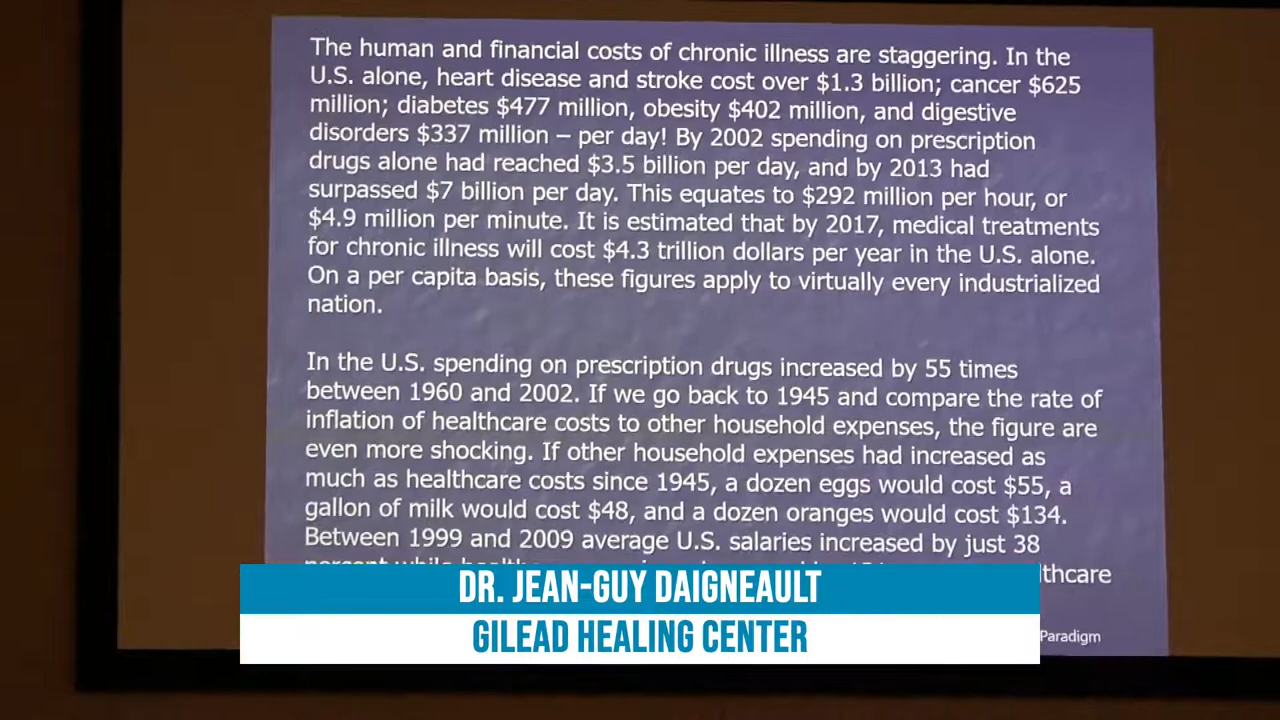 The human and financial costs of chronic illness are staggering. In the
U.S. alone, heart disease and stroke cost over $1.3 billion; cancer $625
million; diabetes $477 million, obesity $402 million, and digestive
disorders $337 million – per day! By 2002 spending on prescription
drugs alone had reached $3.5 billion per day, and by 2013 had
surpassed $7 billion per day. This equates to $292 million per hour, or
$4.9 million per minute. It is estimated that by 2017, medical treatments
for chronic illness will cost $4.3 trillion dollars per year in the U.S. alone.
On a per capita basis, these figures apply to virtually every industrialized
nation.
In the U.S. spending on prescription drugs increased by 55 times
between 1960 and 2002. If we go back to 1945 and compare the rate of
inflation of healthcare costs to other household expenses, the figure are
even more shocking. If other household expenses had increased as
much as healthcare costs since 1945, a dozen eggs would cost $55, a
gallon of milk would cost $48, and a dozen oranges would cost $134.
Between 1999 and 2009 average U.S. salaries increased by just 38
percent while
DR. JEAN-GUY DAIGNEAULT
GILEAD HEALING CENTER
Paradigm